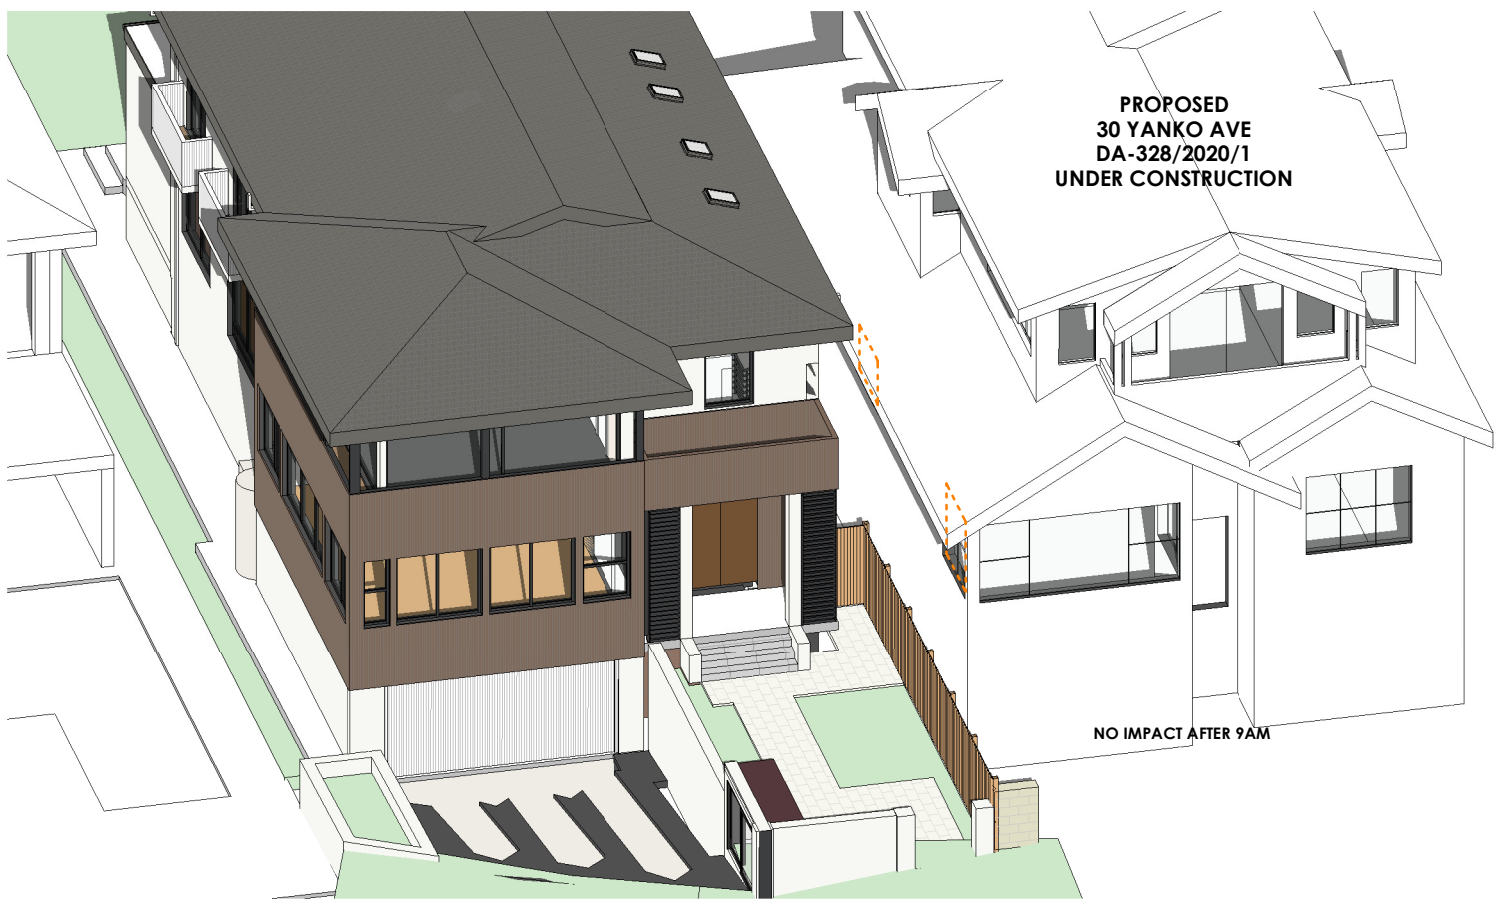 PROPOSED
30 YANKO AVE
DA-328/2020/1
UNDER CONSTRUCTION
NO IMPACT AFTER 9AM